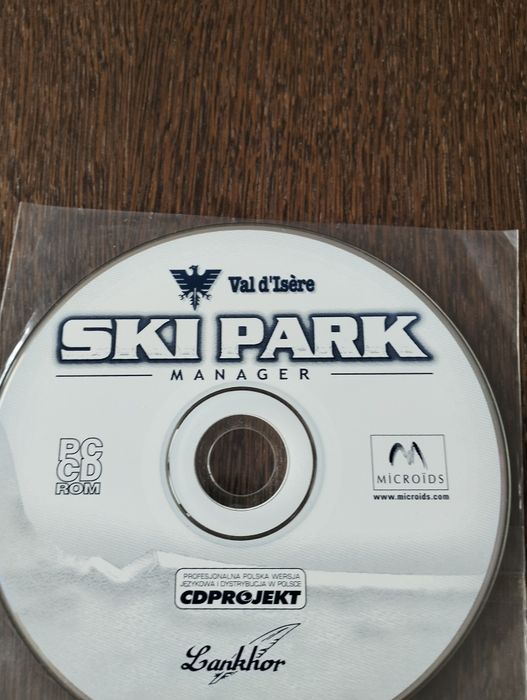 Val d'Isère
SKI PARK
MANAGER
PC
CD
ROM
MICROÏDS
www.microids.com
PROFESJONALNA POLSKA WERSJA
JĘZYKOWA I DYSTRYBUCJA W POLSCE
CDPROJEKT
Lankhor